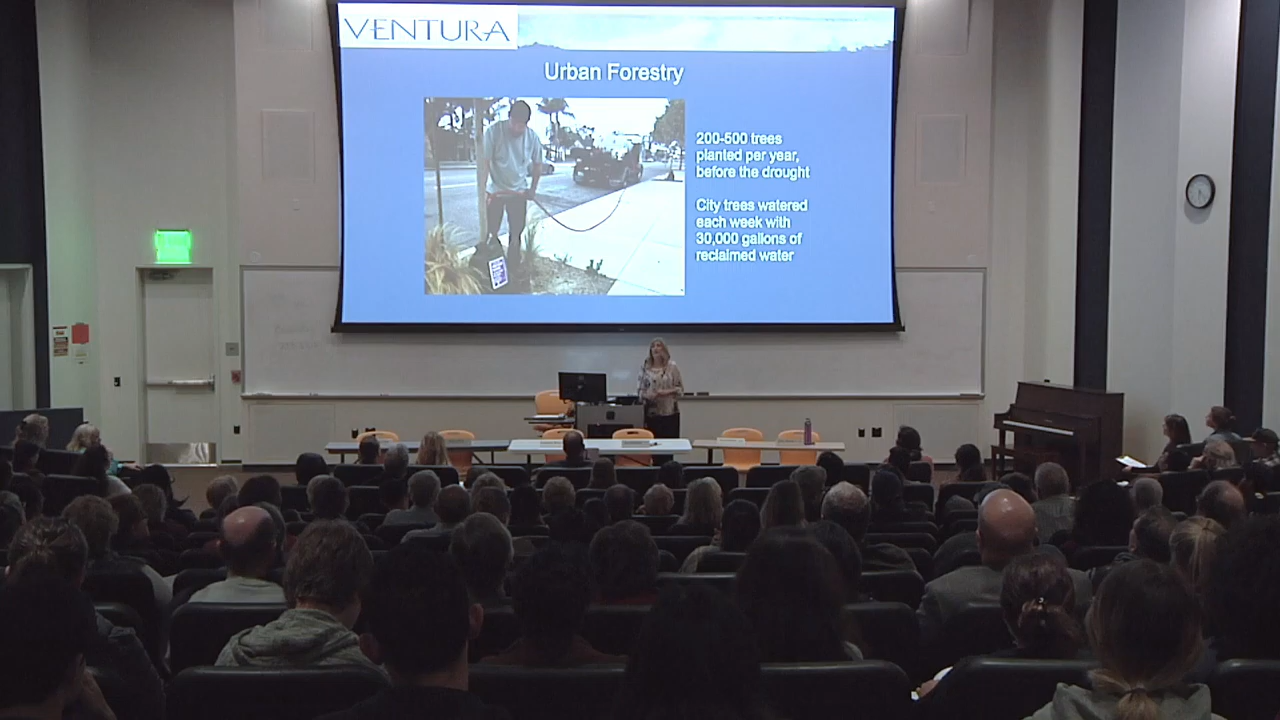 VENTURA
Urban Forestry
200-500 trees
planted per year,
before the drought
City trees watered
each week with
30,000 gallons of
reclaimed water